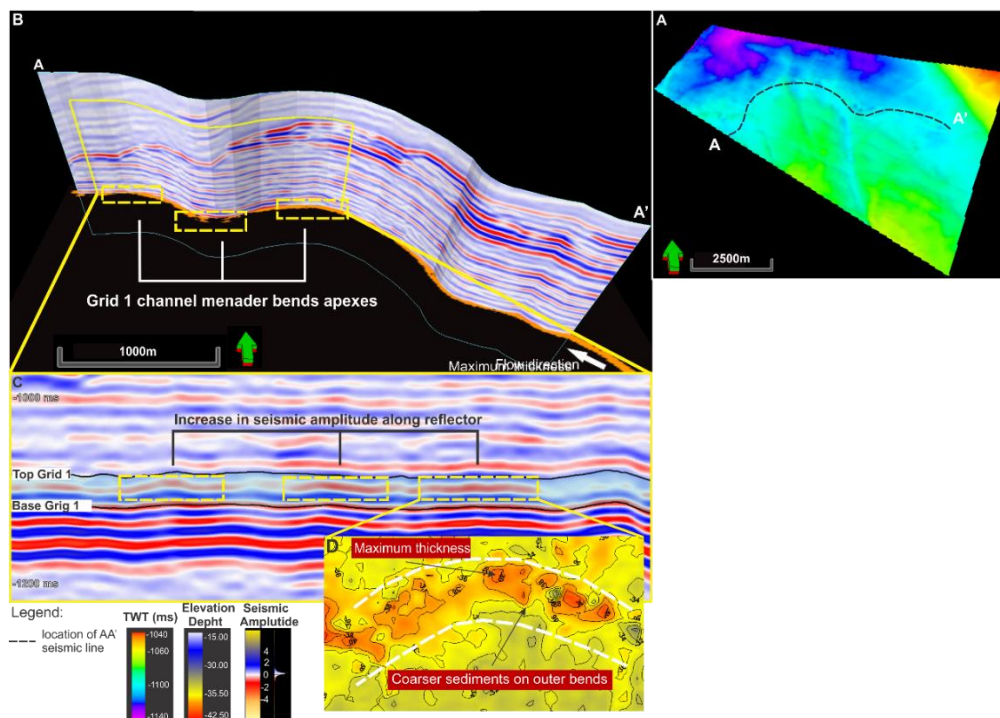 B
A
A'
Grid 1 channel menader bends apexes
1000m
Maximum thickness
Flow direction
A
A
A'
2500m
C
-1000 ms
Increase in seismic amplitude along reflector
Top Grid 1
Base Grig 1
-1200 ms
D
Maximum thickness
Coarser sediments on outer bends
Legend:
location of AA'
seismic line
TWT (ms)
-1040
-1060
-1100
-1140
Elevation
Depht
-15.00
-30.00
-35.50
-42.50
Seismic
Amplutide
4
2
0
-2
-4